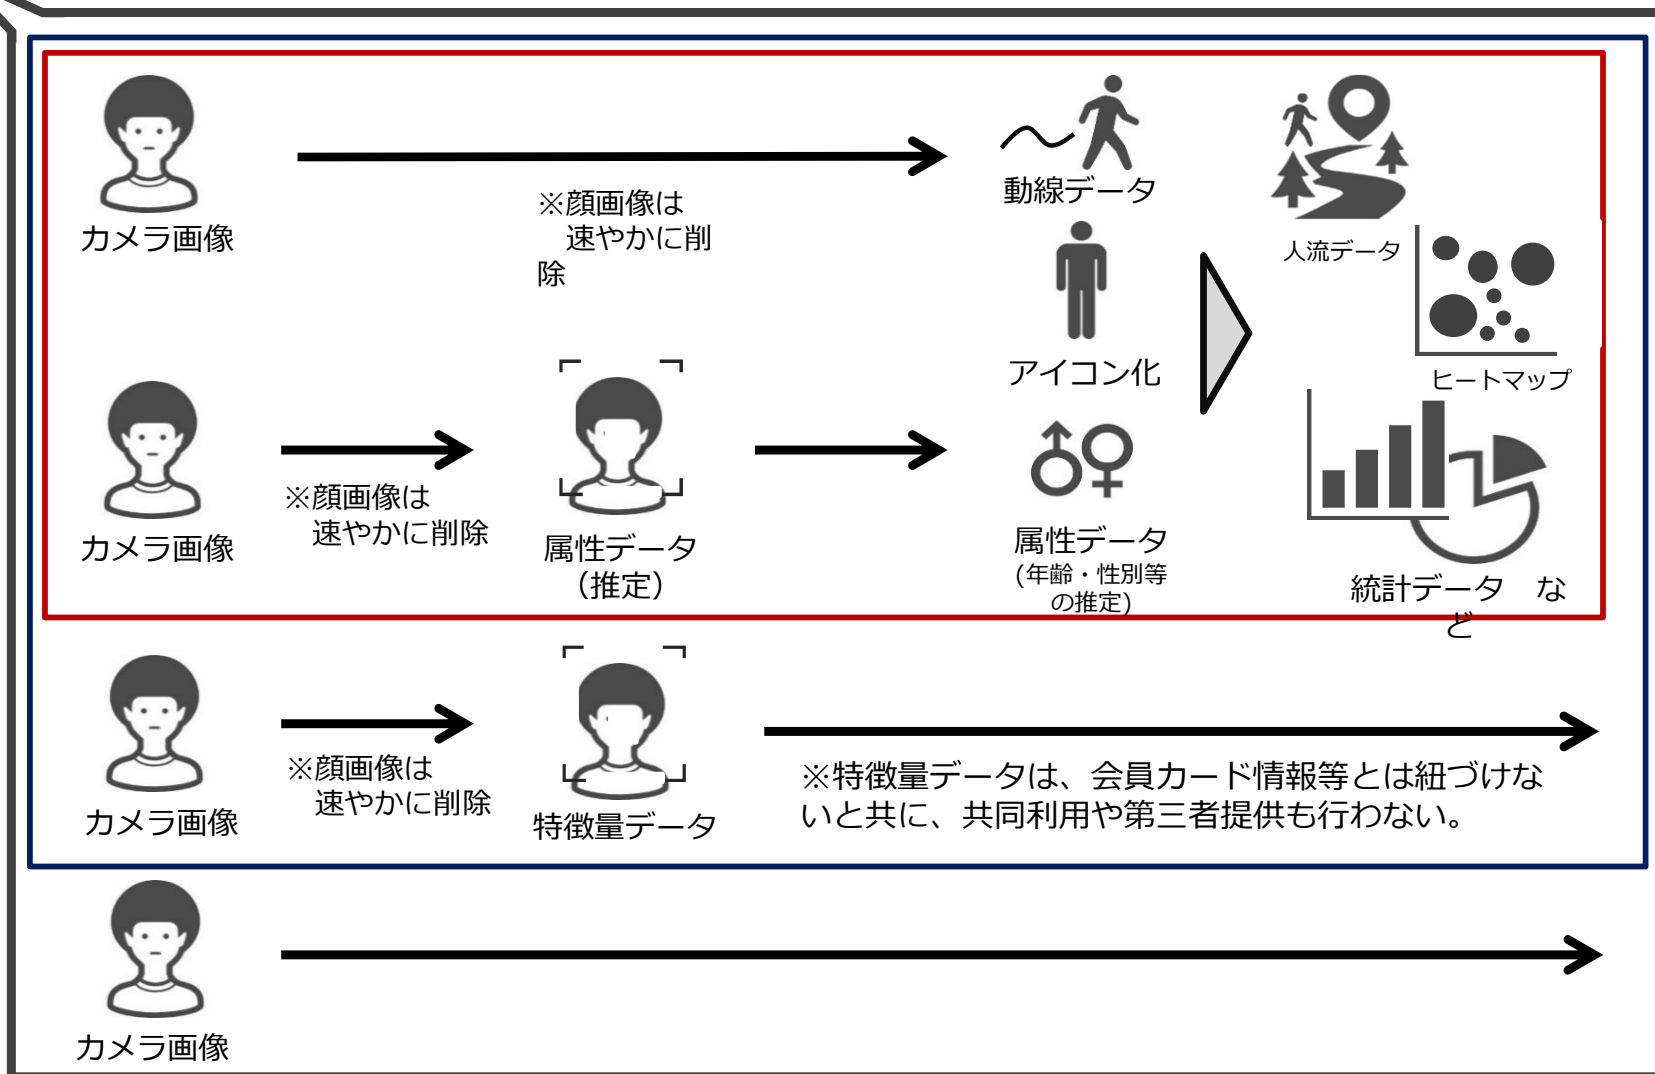 カメラ画像
※顔画像は
速やかに削
除
動線データ
人流データ
アイコン化
ヒートマップ
カメラ画像
※顔画像は
速やかに削除
属性データ
（推定）
属性データ
(年齢・性別等
の推定)
統計データ　な
ど
カメラ画像
※顔画像は
速やかに削除
特徴量データ
※特徴量データは、会員カード情報等とは紐づけな
いと共に、共同利用や第三者提供も行わない。
カメラ画像